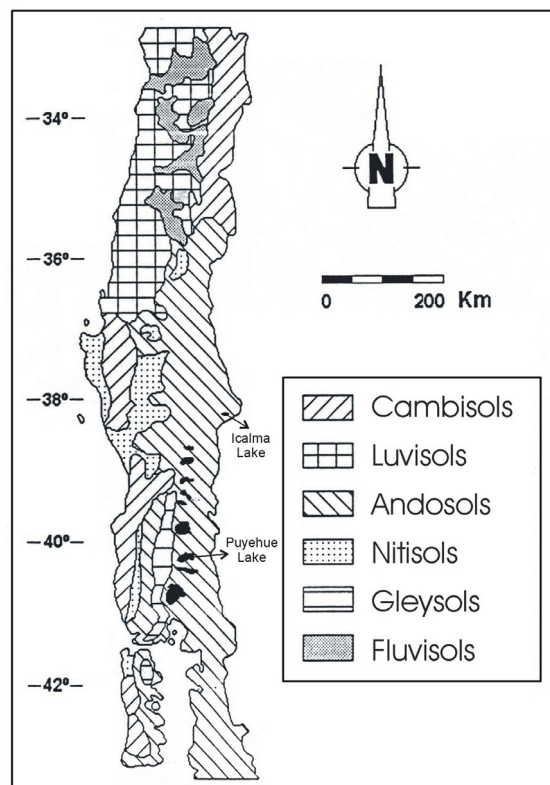 —34º—
—36º—
—38º—
—40º—
—42º—
N
0 200 Km
Icalma
Lake
Puyehue
Lake
Cambisols
Luvisols
Andosols
Nitisols
Gleysols
Fluvisols